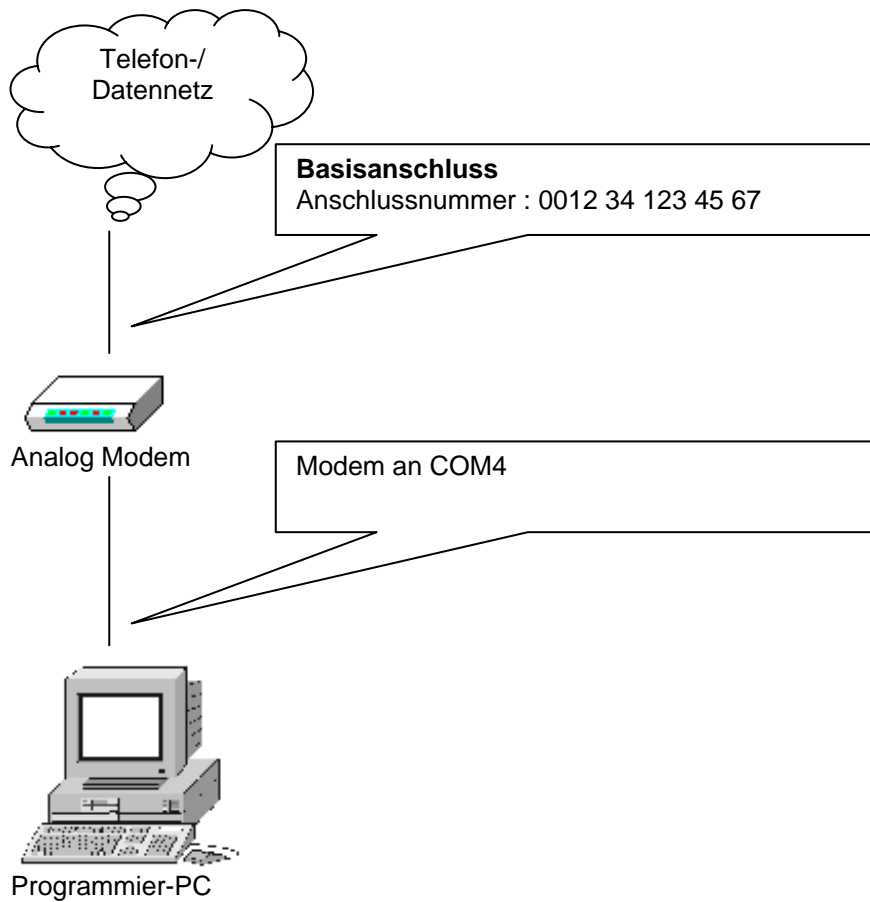 Telefon-/
Datennetz
Basisanschluss
Anschlussnummer : 0012 34 123 45 67
Analog Modem
Modem an COM4
Programmier-PC